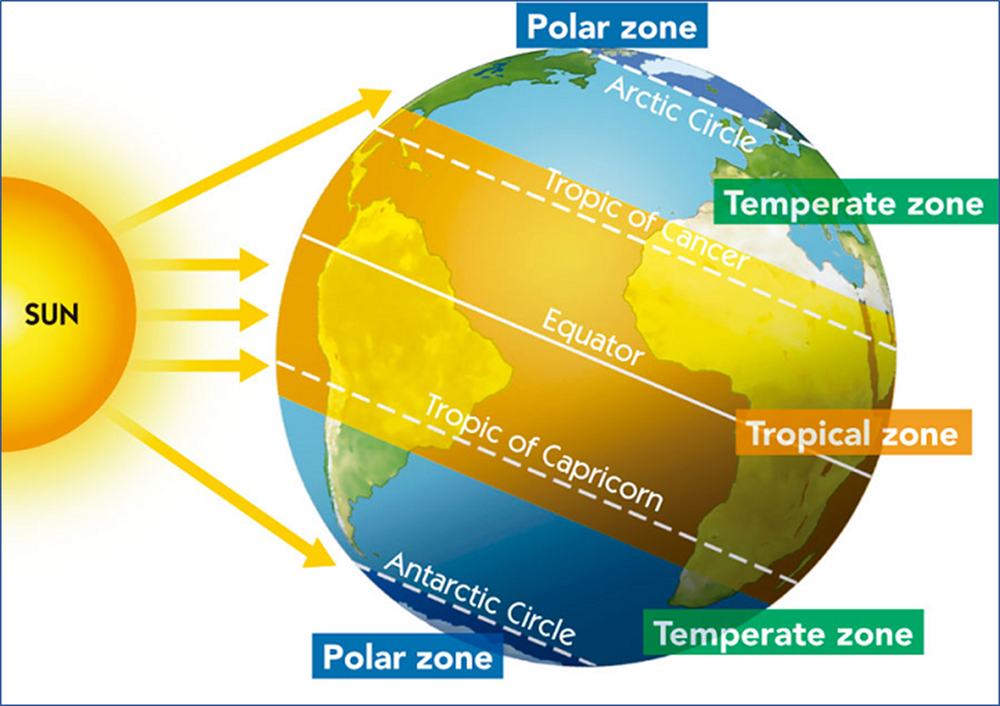 Polar zone
Arctic Circle
Temperate zone
Tropic of Cancer
SUN
Equator
Tropical zone
Tropic of Capricorn
Antarctic Circle
Temperate zone
Polar zone